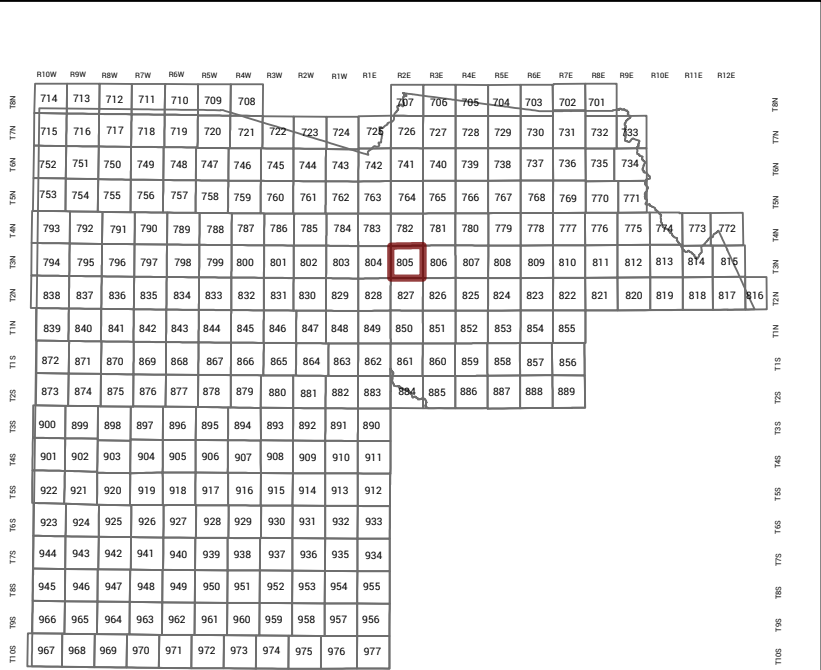 R10W R9W R8W R7W R6W R5W R4W R3W R2W R1W R1E R2E R3E R4E R5E R6E R7E R8E R9E R10E R11E R12E
T8N 714 713 712 711 710 709 708 707 706 705 704 703 702 701 T8N
T7N 715 716 717 718 719 720 721 722 723 724 725 726 727 728 729 730 731 732 733 T7N
T6N 752 751 750 749 748 747 746 745 744 743 742 741 740 739 738 737 736 735 734 T6N
T5N 753 754 755 756 757 758 759 760 761 762 763 764 765 766 767 768 769 770 771 T5N
T4N 793 792 791 790 789 788 787 786 785 784 783 782 781 780 779 778 777 776 775 774 773 772 T4N
T3N 794 795 796 797 798 799 800 801 802 803 804 805 806 807 808 809 810 811 812 813 814 815 T3N
T2N 838 837 836 835 834 833 832 831 830 829 828 827 826 825 824 823 822 821 820 819 818 817 816 T2N
T1N 839 840 841 842 843 844 845 846 847 848 849 850 851 852 853 854 855 T1N
T1S 872 871 870 869 868 867 866 865 864 863 862 861 860 859 858 857 856 T1S
T2S 873 874 875 876 877 878 879 880 881 882 883 884 885 886 887 888 889 T2S
T3S 900 899 898 897 896 895 894 893 892 891 890 T3S
T4S 901 902 903 904 905 906 907 908 909 910 911 T4S
T5S 922 921 920 919 918 917 916 915 914 913 912 T5S
T6S 923 924 925 926 927 928 929 930 931 932 933 T6S
T7S 944 943 942 941 940 939 938 937 936 935 934 T7S
T8S 945 946 947 948 949 950 951 952 953 954 955 T8S
T9S 966 965 964 963 962 961 960 959 958 957 956 T9S
T10S 967 968 969 970 971 972 973 974 975 976 977 T10S